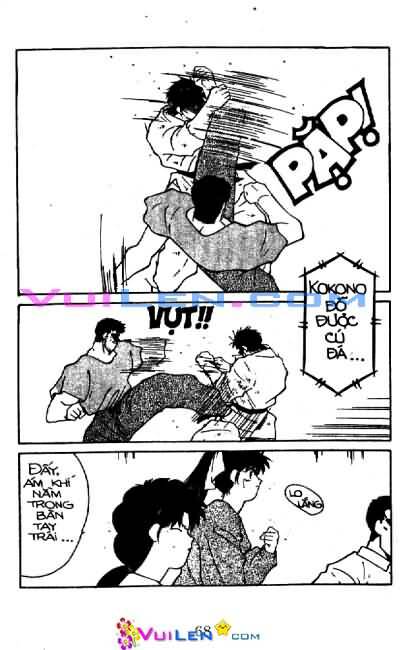 PẶP!
KOKONO
ĐỠ
ĐƯỢC
CÚ
ĐÁ...
VuiLen.com
VỤT!!
ĐẤY,
ÁM KHÍ
NẰM
TRONG
BÀN
TAY
TRÁI...
LO
LẮNG
68
VuiLen